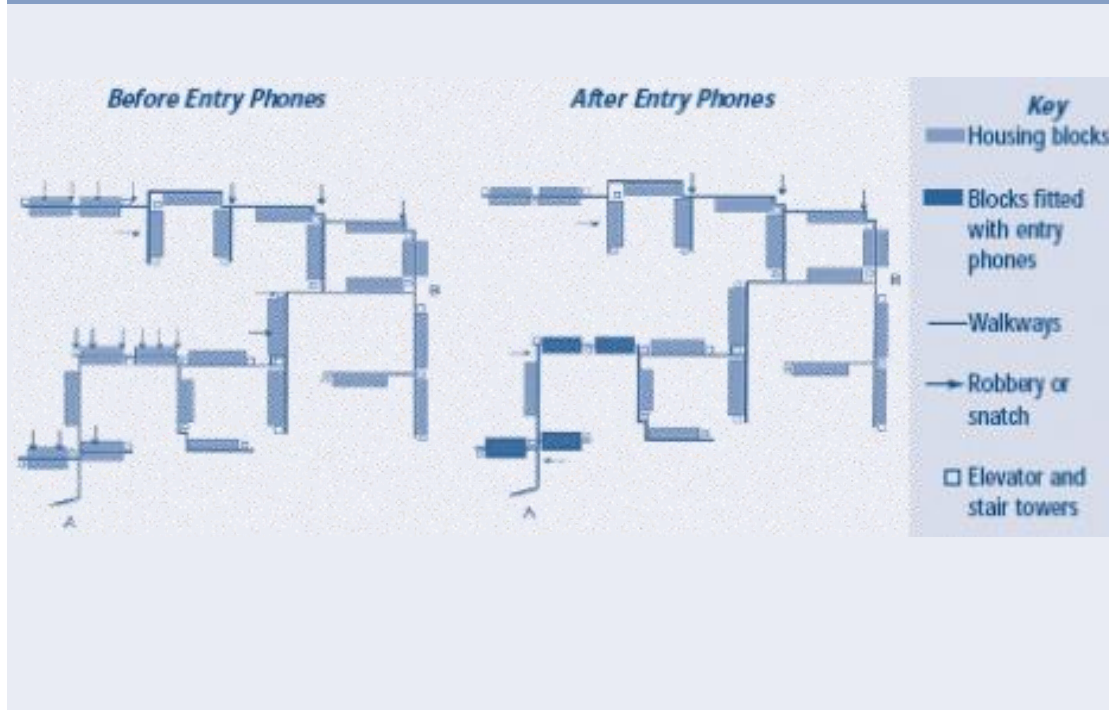 Before Entry Phones
After Entry Phones
Key
Housing blocks
Blocks fitted
with entry
phones
Walkways
Robbery or
snatch
Elevator and
stair towers
B
B
A
A